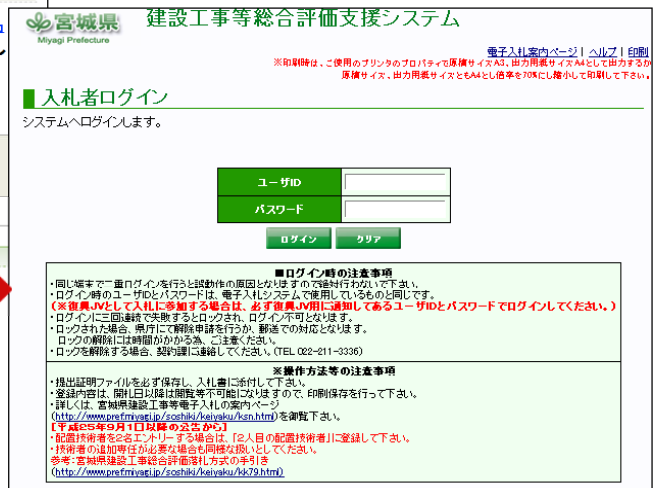 宮城県
Miyagi Prefecture
建設工事等総合評価支援システム
電子入札案内ページ | ヘルプ | 印刷
※印刷時は、ご使用のプリンタのプロパティで原稿サイズA3、出力用紙サイズA4として出力するか
原稿サイズ、出力用紙サイズともA4とし倍率を70%にし縮小して印刷して下さい。
入札者ログイン
システムへログインします。
ユーザID
パスワード
ログイン クリア
■ログイン時の注意事項
・同じ端末で二重ログインを行うと誤動作の原因となりますので絶対行わないで下さい。
・ログイン時のユーザIDとパスワードは、電子入札システムで使用しているものと同じです。
(※復興JVとして入札に参加する場合は、必ず復興JV用に通知してあるユーザIDとパスワードでログインしてください。)
・ログインに三回連続で失敗するとロックされ、ログイン不可となります。
・ロックされた場合、県庁にて解除申請を行うか、郵送での対応となります。
ロックの解除には時間がかかる為、ご注意ください。
・ロックを解除する場合、契約課に連絡してください。(TEL 022-211-3336)
※操作方法等の注意事項
・提出証明ファイルを必ず保存し、入札書に添付して下さい。
・登録内容は、開札日以降は閲覧等不可能になりますので、印刷保存を行って下さい。
・詳しくは、宮城県建設工事等電子入札の案内ページ
(http://www.pref.miyagi.jp/soshiki/keiyaku/ksn.html)を御覧下さい。
【平成25年9月1日以降の公告から】
・配置技術者を2名エントリーする場合は、「2人目の配置技術者」に登録して下さい。
・技術者の追加専任が必要な場合も同様な扱いとしてください。
参考:宮城県建設工事総合評価落札方式の手引き
(http://www.pref.miyagi.jp/soshiki/keiyaku/kk79.html)